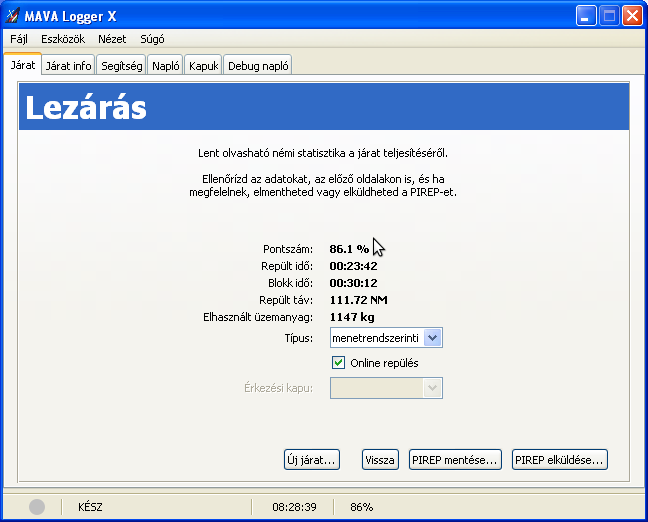 MAVA Logger X
Fájl Eszközök Nézet Súgó
Járat Járat info Segítség Napló Kapuk Debug napló
Lezárás
Lent olvasható némi statisztika a járat teljesítéséről.
Ellenőrízd az adatokat, az előző oldalakon is, és ha
megfelelnek, elmentheted vagy elküldheted a PIREP-et.
Pontszám: 86.1 %
Repült idő: 00:23:42
Blokk idő: 00:30:12
Repült táv: 111.72 NM
Elhasznált üzemanyag: 1147 kg
Típus: menetrendszerinti
Online repülés
Érkezési kapu:
Új járat... Vissza PIREP mentése... PIREP elküldése...
KÉSZ 08:28:39 86%